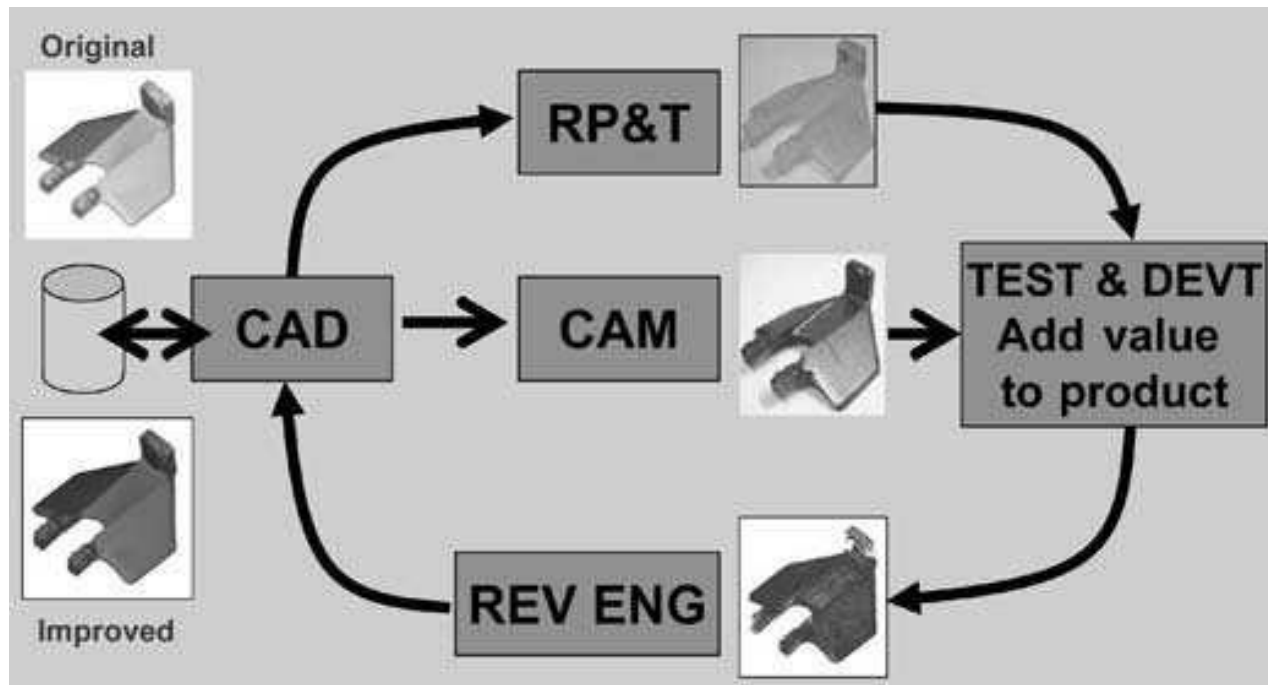 Original
RP&T
CAD
CAM
TEST & DEVT
Add value
to product
REV ENG
Improved